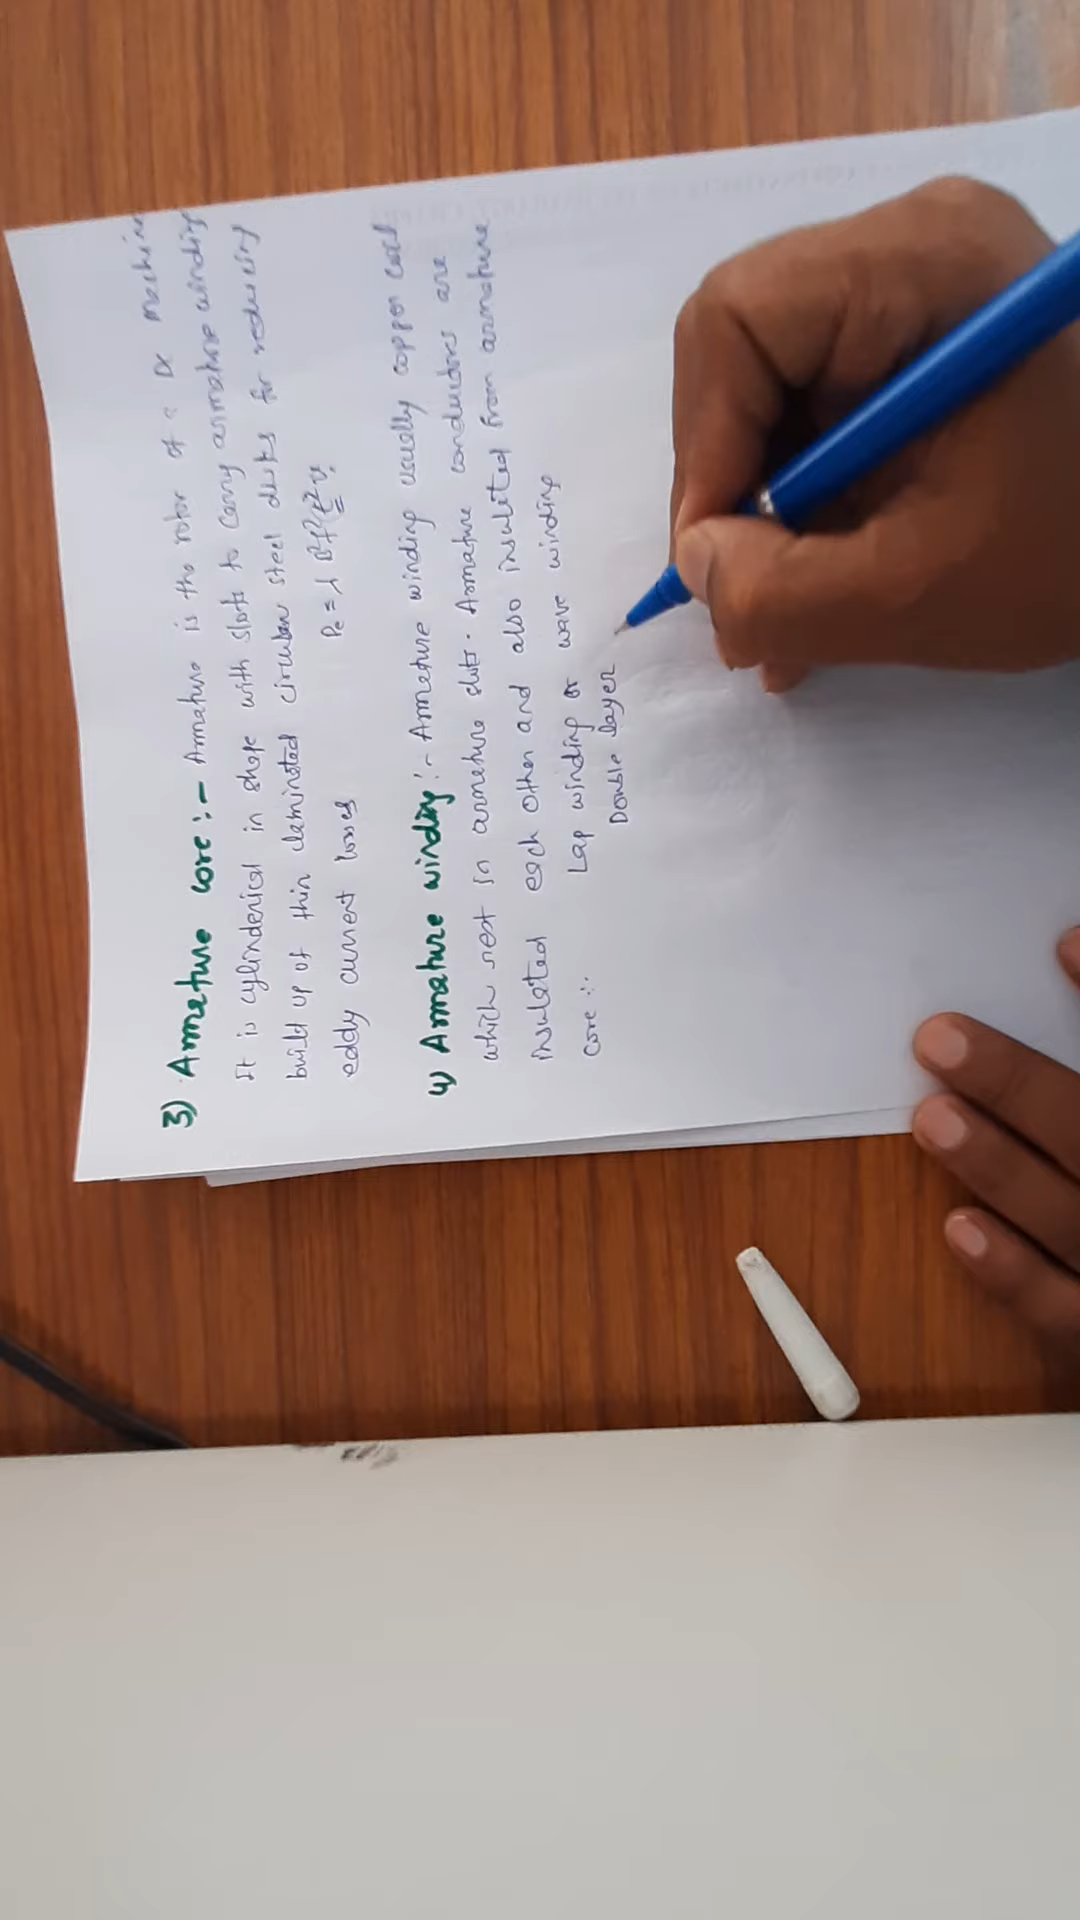 3) Armature core :- Armature is the rotor of a DC machine
It is cylinderical in shape with slots to carry armature winding
build up of thin laminated circular steel disks for reducing
eddy current losses Pe = λ B²f²t²v
4) Armature winding :- Armature winding usually copper coil
which rest in armature slots. Armature conductors are
insulated each other and also insulated from armature
core :- Lap winding or wave winding
Double layer